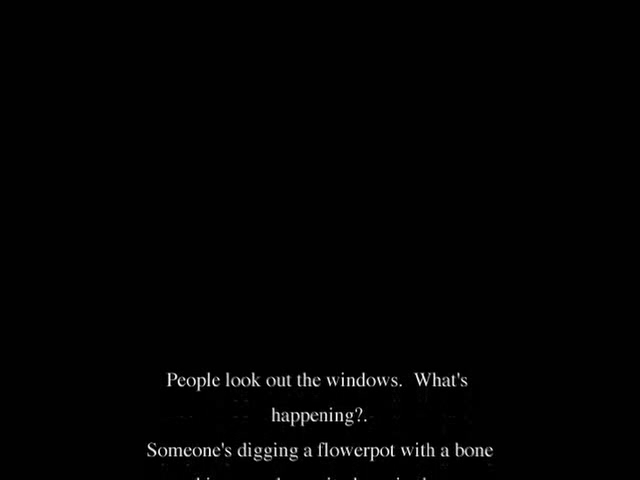 People look out the windows.  What's
happening?.
Someone's digging a flowerpot with a bone